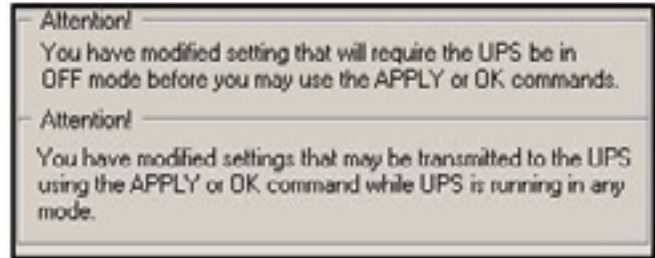 Attention!
You have modified setting that will require the UPS be in
OFF mode before you may use the APPLY or OK commands.
Attention!
You have modified settings that may be transmitted to the UPS
using the APPLY or OK command while UPS is running in any
mode.